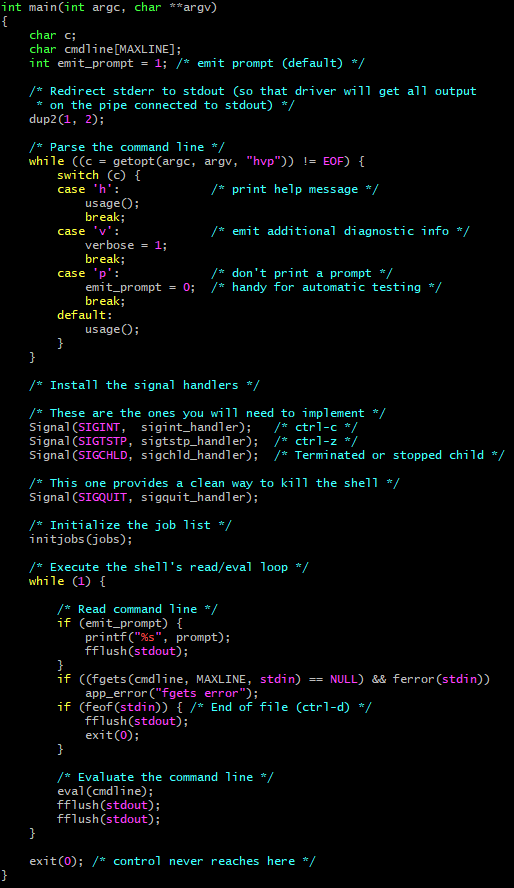 int main(int argc, char **argv)
{
    char c;
    char cmdline[MAXLINE];
    int emit_prompt = 1; /* emit prompt (default) */

    /* Redirect stderr to stdout (so that driver will get all output
     * on the pipe connected to stdout) */
    dup2(1, 2);

    /* Parse the command line */
    while ((c = getopt(argc, argv, "hvp")) != EOF) {
        switch (c) {
        case 'h':             /* print help message */
            usage();
            break;
        case 'v':             /* emit additional diagnostic info */
            verbose = 1;
            break;
        case 'p':             /* don't print a prompt */
            emit_prompt = 0;  /* handy for automatic testing */
            break;
        default:
            usage();
        }
    }

    /* Install the signal handlers */

    /* These are the ones you will need to implement */
    Signal(SIGINT,  sigint_handler);   /* ctrl-c */
    Signal(SIGTSTP, sigtstp_handler);  /* ctrl-z */
    Signal(SIGCHLD, sigchld_handler);  /* Terminated or stopped child */

    /* This one provides a clean way to kill the shell */
    Signal(SIGQUIT, sigquit_handler);

    /* Initialize the job list */
    initjobs(jobs);

    /* Execute the shell's read/eval loop */
    while (1) {

        /* Read command line */
        if (emit_prompt) {
            printf("%s", prompt);
            fflush(stdout);
        }
        if ((fgets(cmdline, MAXLINE, stdin) == NULL) && ferror(stdin))
            app_error("fgets error");
        if (feof(stdin)) { /* End of file (ctrl-d) */
            fflush(stdout);
            exit(0);
        }

        /* Evaluate the command line */
        eval(cmdline);
        fflush(stdout);
        fflush(stdout);
    }

    exit(0); /* control never reaches here */
}